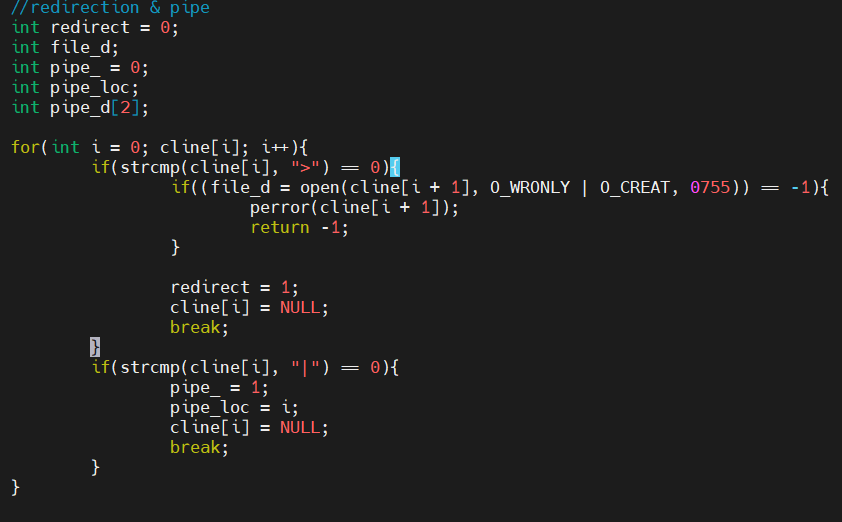 //redirection & pipe
int redirect = 0;
int file_d;
int pipe_ = 0;
int pipe_loc;
int pipe_d[2];

for(int i = 0; cline[i]; i++){
        if(strcmp(cline[i], ">") == 0){
                if((file_d = open(cline[i + 1], O_WRONLY | O_CREAT, 0755)) == -1){
                        perror(cline[i + 1]);
                        return -1;
                }

                redirect = 1;
                cline[i] = NULL;
                break;
        }
        if(strcmp(cline[i], "|") == 0){
                pipe_ = 1;
                pipe_loc = i;
                cline[i] = NULL;
                break;
        }
}